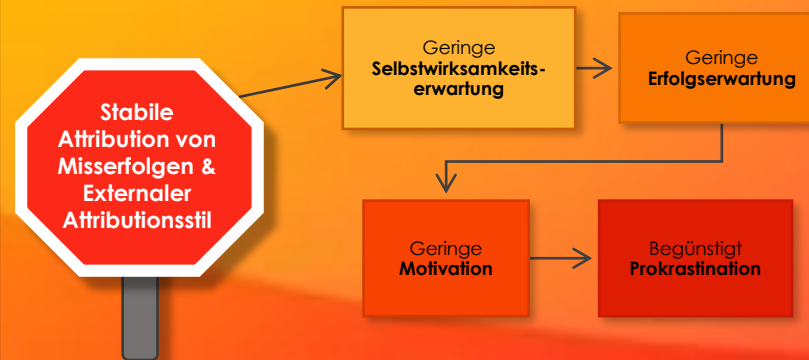 Stabile
Attribution von
Misserfolgen &
Externaler
Attributionsstil
Geringe
Selbstwirksamkeits-
erwartung
Geringe
Erfolgserwartung
Geringe
Motivation
Begünstigt
Prokrastination